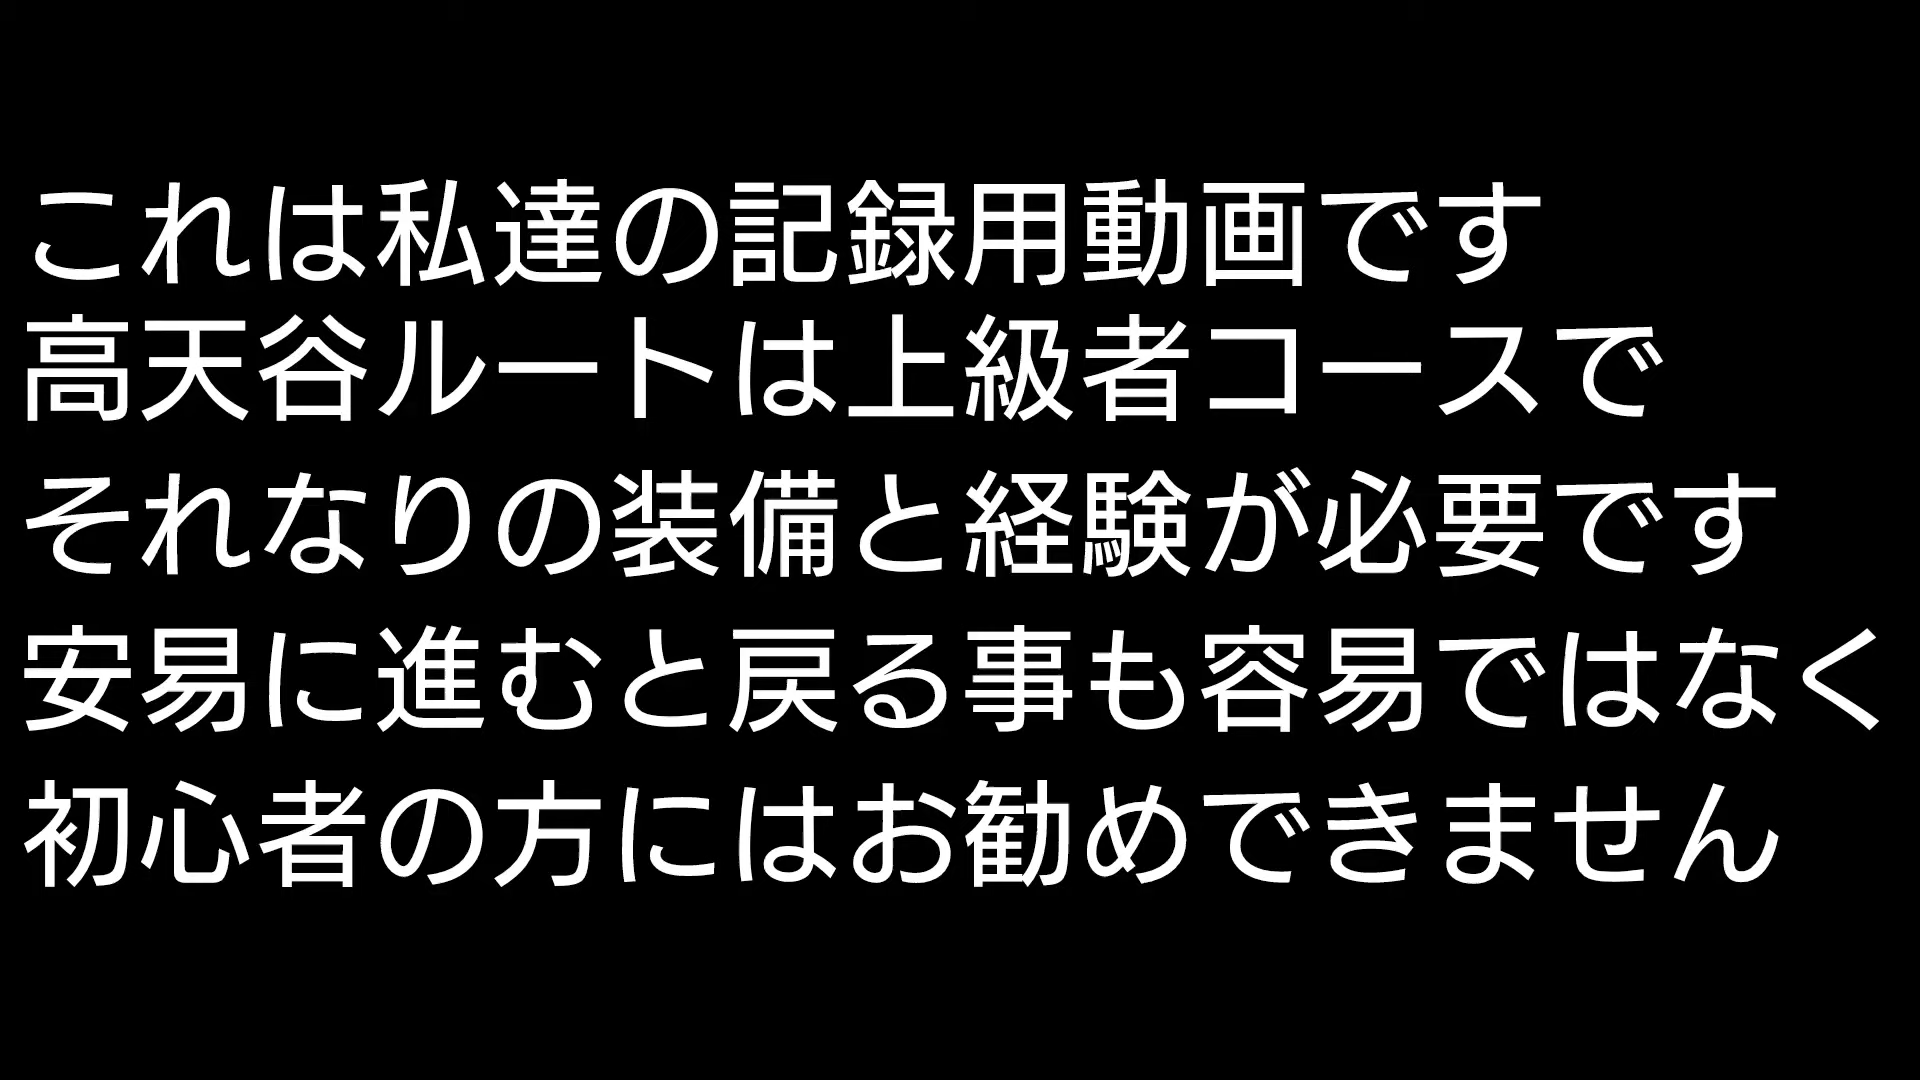 これは私達の記録用動画です
高天谷ルートは上級者コースで
それなりの装備と経験が必要です
安易に進むと戻る事も容易ではなく
初心者の方にはお勧めできません